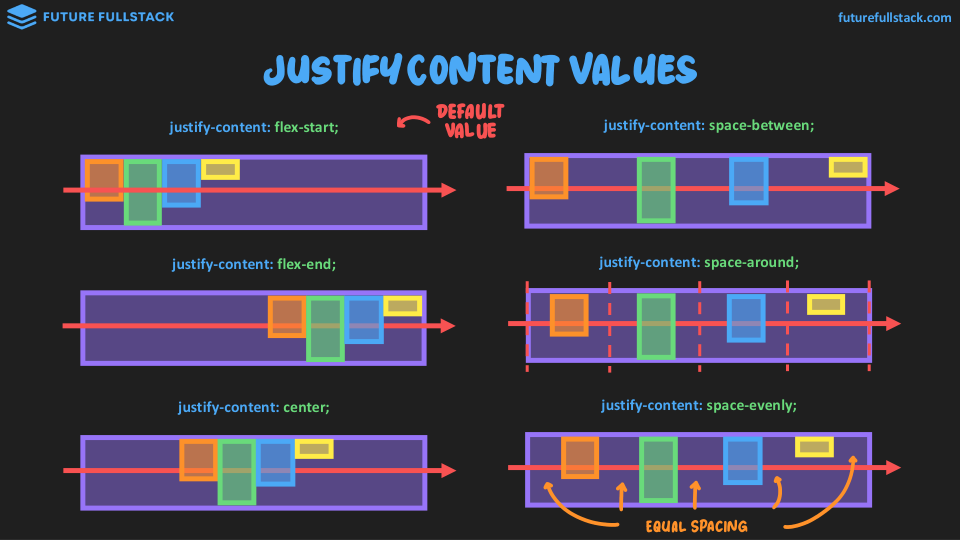 FUTURE FULLSTACK
futurefullstack.com
JUSTIFY CONTENT VALUES
DEFAULT
VALUE
justify-content: flex-start;
justify-content: space-between;
justify-content: flex-end;
justify-content: space-around;
justify-content: center;
justify-content: space-evenly;
EQUAL SPACING